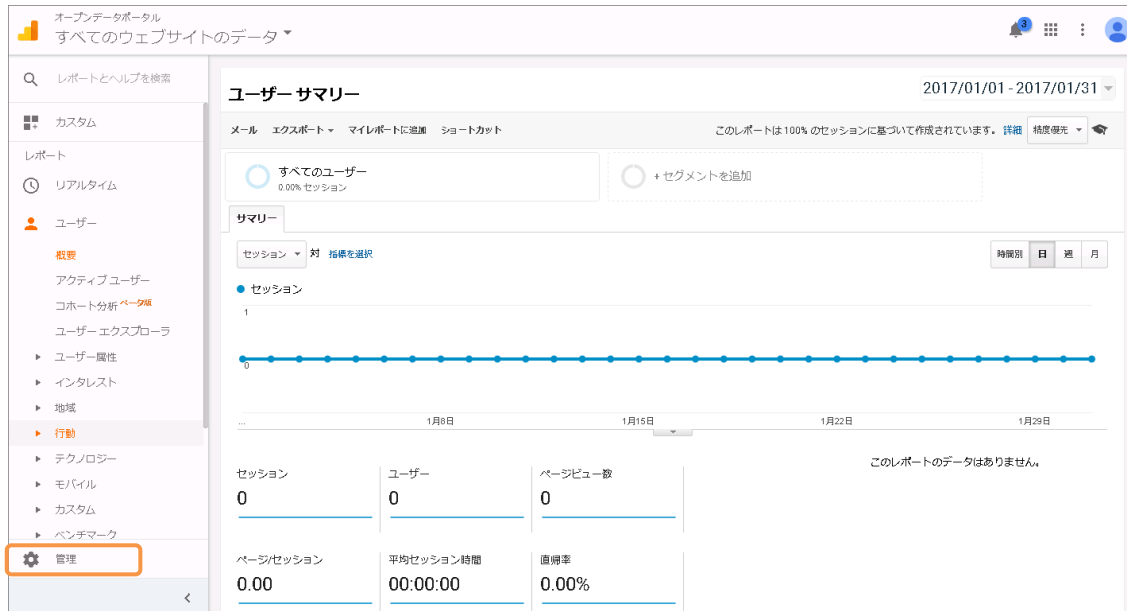 オープンデータポータル
すべてのウェブサイトのデータ
3
レポートとヘルプを検索
カスタム
レポート
リアルタイム
ユーザー
概要
アクティブ ユーザー
コホート分析 ベータ版
ユーザー エクスプローラ
ユーザー属性
インタレスト
地域
行動
テクノロジー
モバイル
カスタム
ベンチマーク
管理
ユーザー サマリー
2017/01/01 - 2017/01/31
メール エクスポート マイレポートに追加 ショートカット
このレポートは 100% のセッションに基づいて作成されています。 詳細 精度優先
すべてのユーザー
0.00% セッション
+ セグメントを追加
サマリー
セッション 対 指標を選択
時間別 日 週 月
セッション
1
0
... 1月8日 1月15日 1月22日 1月29日
このレポートのデータはありません。
セッション ユーザー ページビュー数
0 0 0
ページ/セッション 平均セッション時間 直帰率
0.00 00:00:00 0.00%